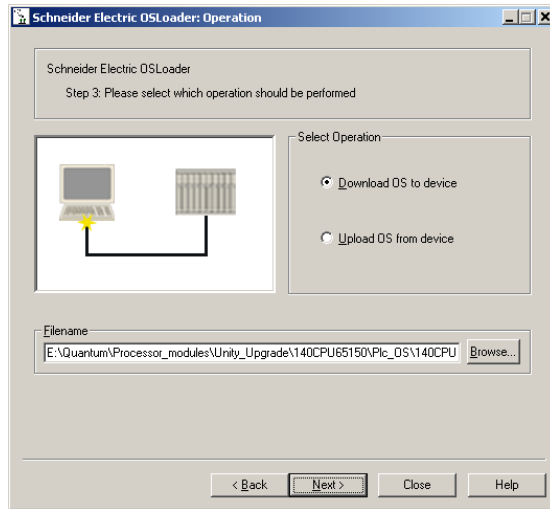 Schneider Electric OSLoader: Operation
Schneider Electric OSLoader
Step 3: Please select which operation should be performed
Select Operation
Download OS to device
Upload OS from device
Filename
E:\Quantum\Processor_modules\Unity_Upgrade\140CPU65150\Plc_OS\140CPU
Browse...
< Back
Next >
Close
Help